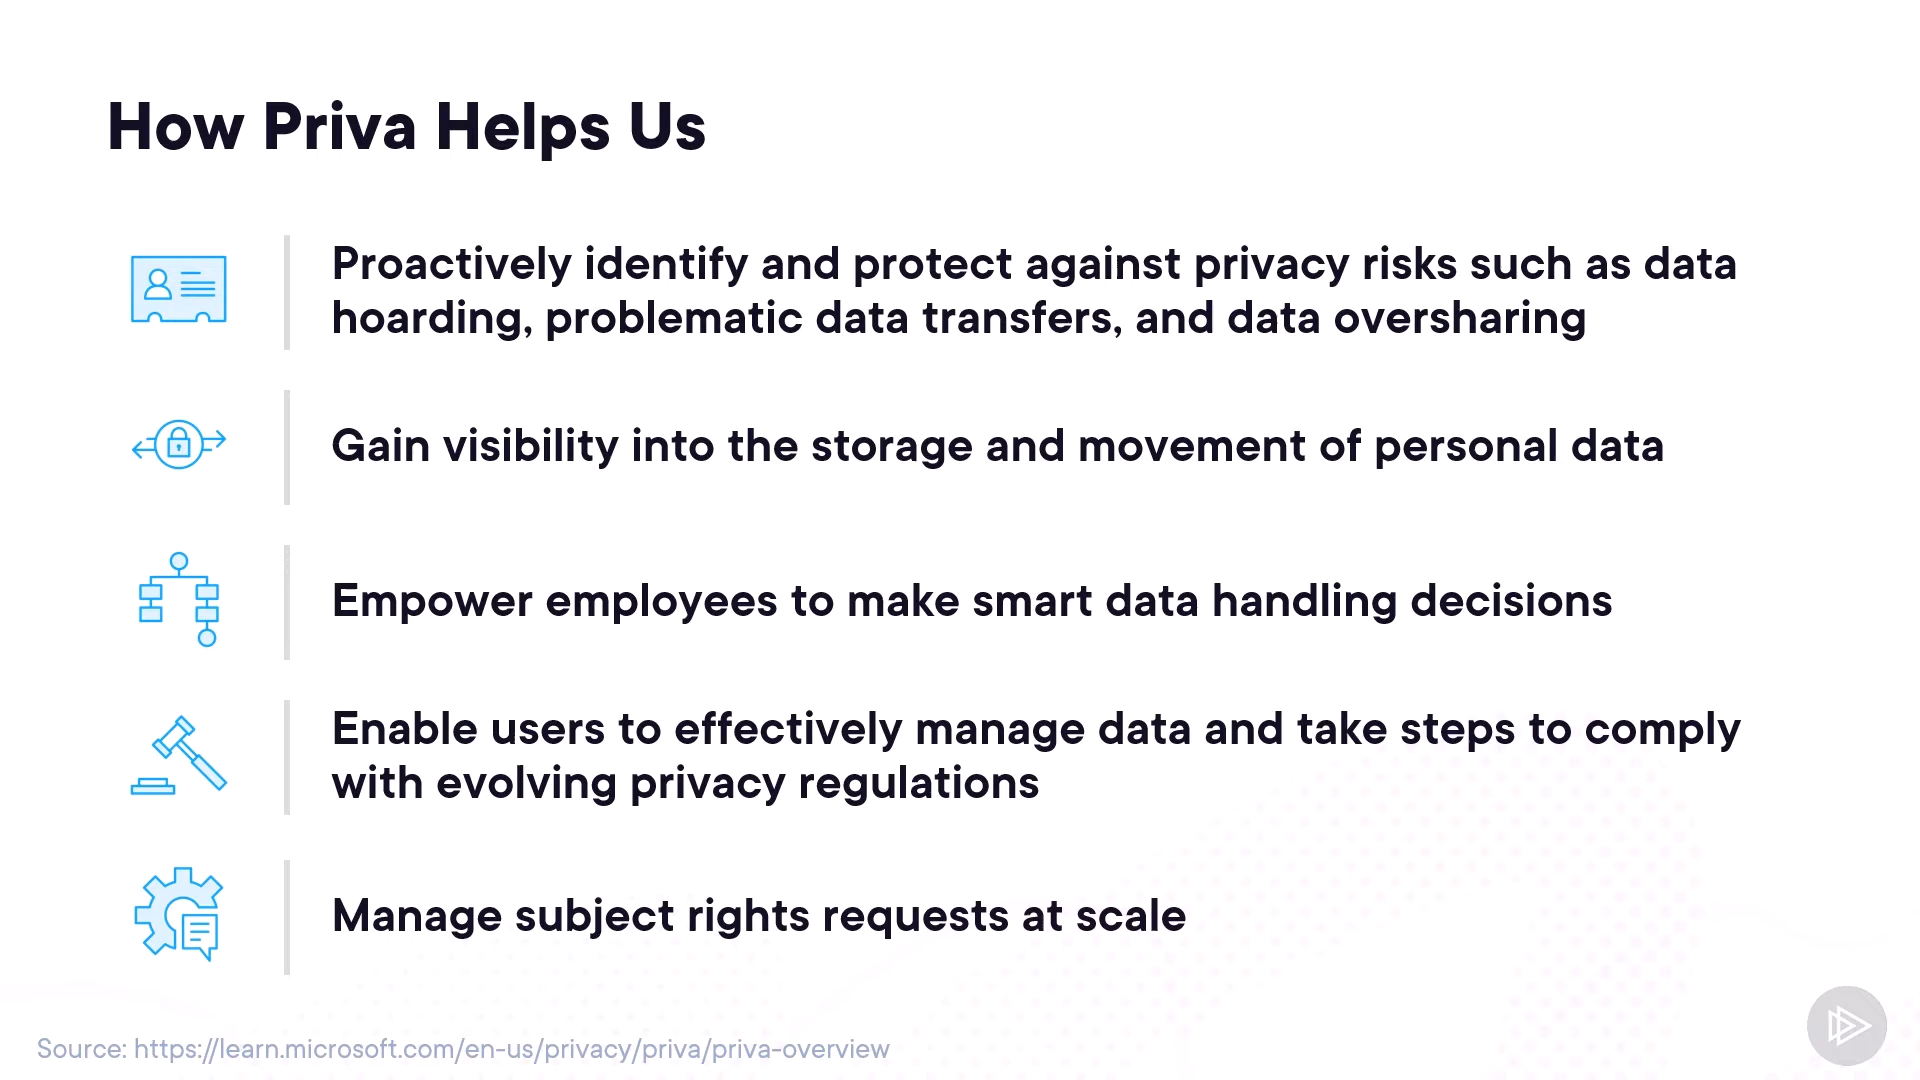 How Priva Helps Us
Proactively identify and protect against privacy risks such as data
hoarding, problematic data transfers, and data oversharing
Gain visibility into the storage and movement of personal data
Empower employees to make smart data handling decisions
Enable users to effectively manage data and take steps to comply
with evolving privacy regulations
Manage subject rights requests at scale
Source: https://learn.microsoft.com/en-us/privacy/priva/priva-overview